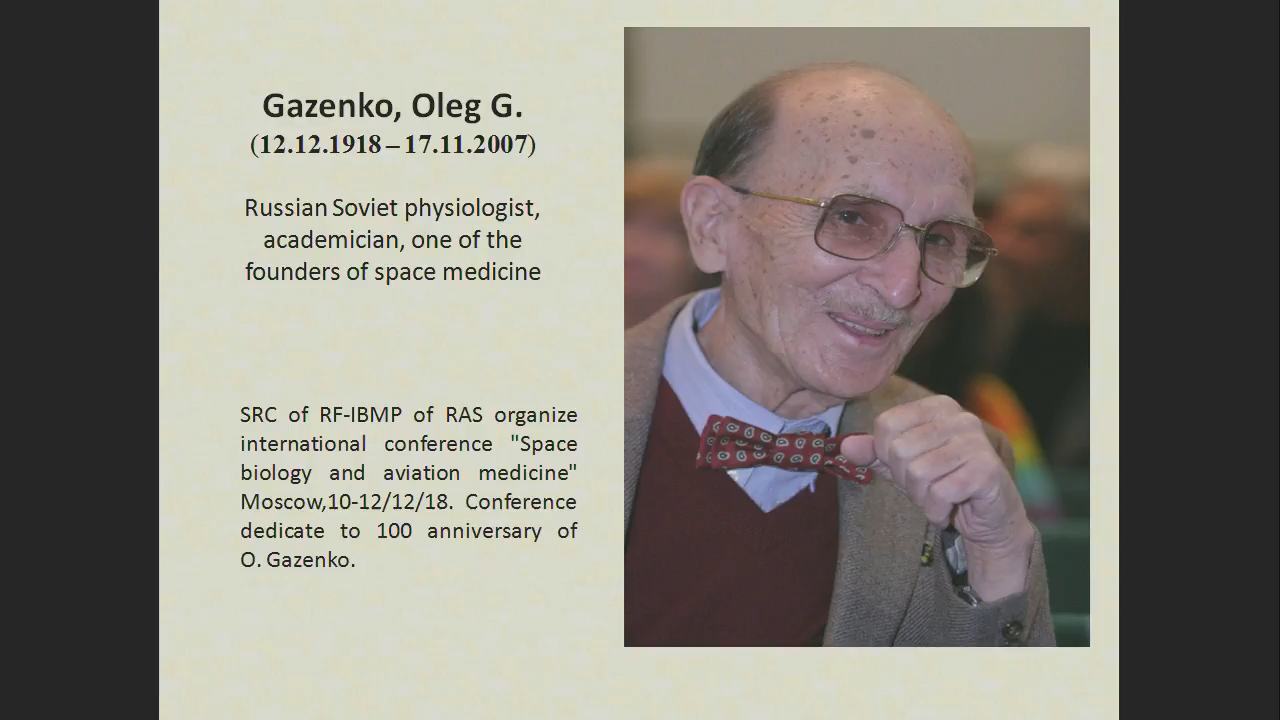 Gazenko, Oleg G.
(12.12.1918 – 17.11.2007)
Russian Soviet physiologist,
academician, one of the
founders of space medicine
SRC of RF-IBMP of RAS organize
international conference "Space
biology and aviation medicine"
Moscow,10-12/12/18. Conference
dedicate to 100 anniversary of
O. Gazenko.